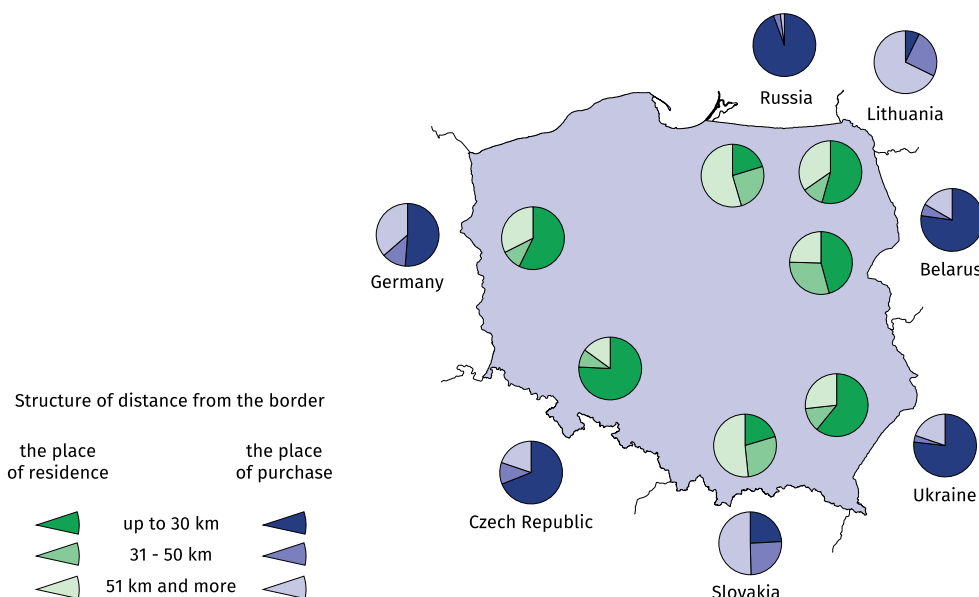 Russia
Lithuania
Belarus
Germany
Structure of distance from the border
the place
of residence
the place
of purchase
up to 30 km
31 - 50 km
51 km and more
Czech Republic
Ukraine
Slovakia